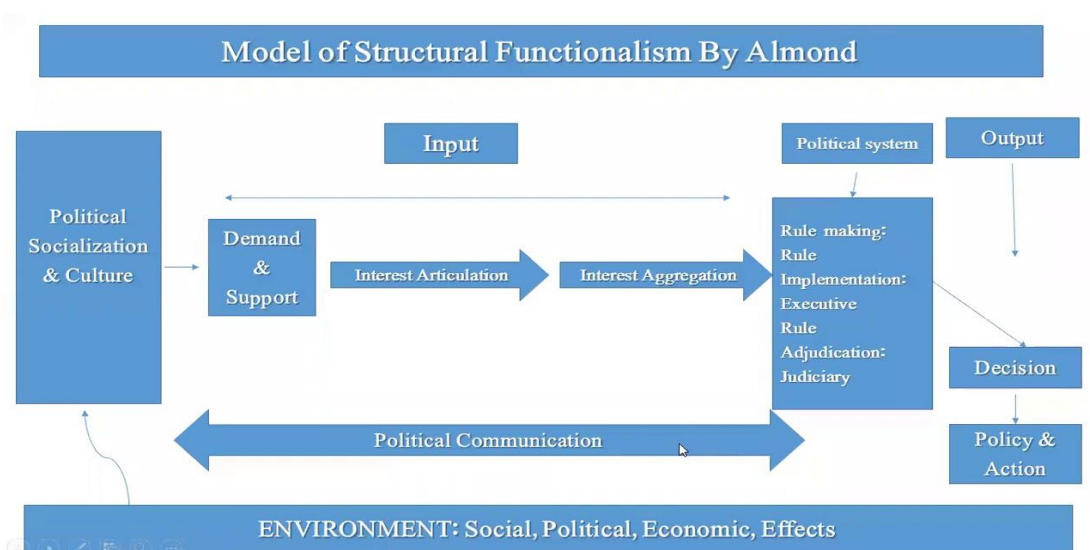 Model of Structural Functionalism By Almond
Input
Political system
Output
Political
Socialization
& Culture
Demand
&
Support
Interest Articulation
Interest Aggregation
Rule making:
Rule
Implementation:
Executive
Rule
Adjudication:
Judiciary
Decision
Policy &
Action
Political Communication
ENVIRONMENT: Social, Political, Economic, Effects